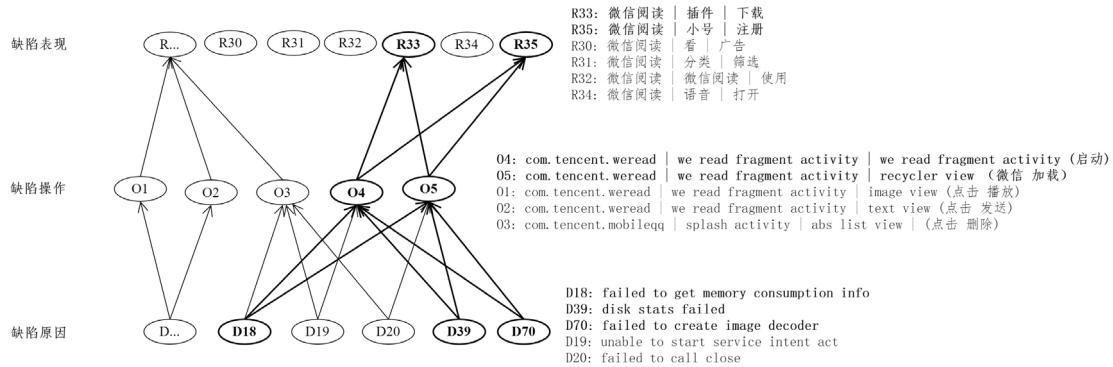 R33: 微信阅读 | 插件 | 下载
R35: 微信阅读 | 小号 | 注册
R30: 微信阅读 | 看 | 广告
R31: 微信阅读 | 分类 | 筛选
R32: 微信阅读 | 微信阅读 | 使用
R34: 微信阅读 | 语音 | 打开
缺陷表现
R... R30 R31 R32 R33 R34 R35
O4: com.tencent.weread | we read fragment activity | we read fragment activity (启动)
O5: com.tencent.weread | we read fragment activity | recycler view (微信 加载)
O1: com.tencent.weread | we read fragment activity | image view (点击 播放)
O2: com.tencent.weread | we read fragment activity | text view (点击 发送)
O3: com.tencent.mobileqq | splash activity | abs list view | (点击 删除)
缺陷操作
O1 O2 O3 O4 O5
D18: failed to get memory consumption info
D39: disk stats failed
D70: failed to create image decoder
D19: unable to start service intent act
D20: failed to call close
缺陷原因
D... D18 D19 D20 D39 D70